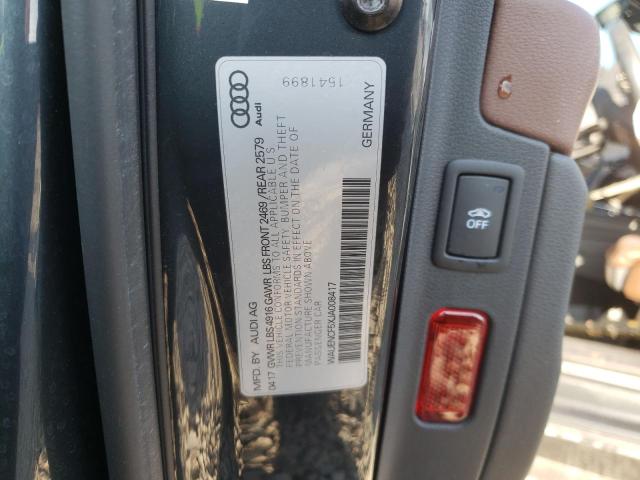 Audi
1541899
MFD. BY AUDI AG
GERMANY
04 17 GVWR LBS 4916 GAWR LBS FRONT 2469 / REAR 2579
THIS VEHICLE CONFORMS TO ALL APPLICABLE U S
FEDERAL MOTOR VEHICLE SAFETY, BUMPER AND THEFT
PREVENTION STANDARDS IN EFFECT ON THE DATE OF
MANUFACTURE SHOWN ABOVE
PASSENGER CAR
WAUENCF5XJA008417
OFF